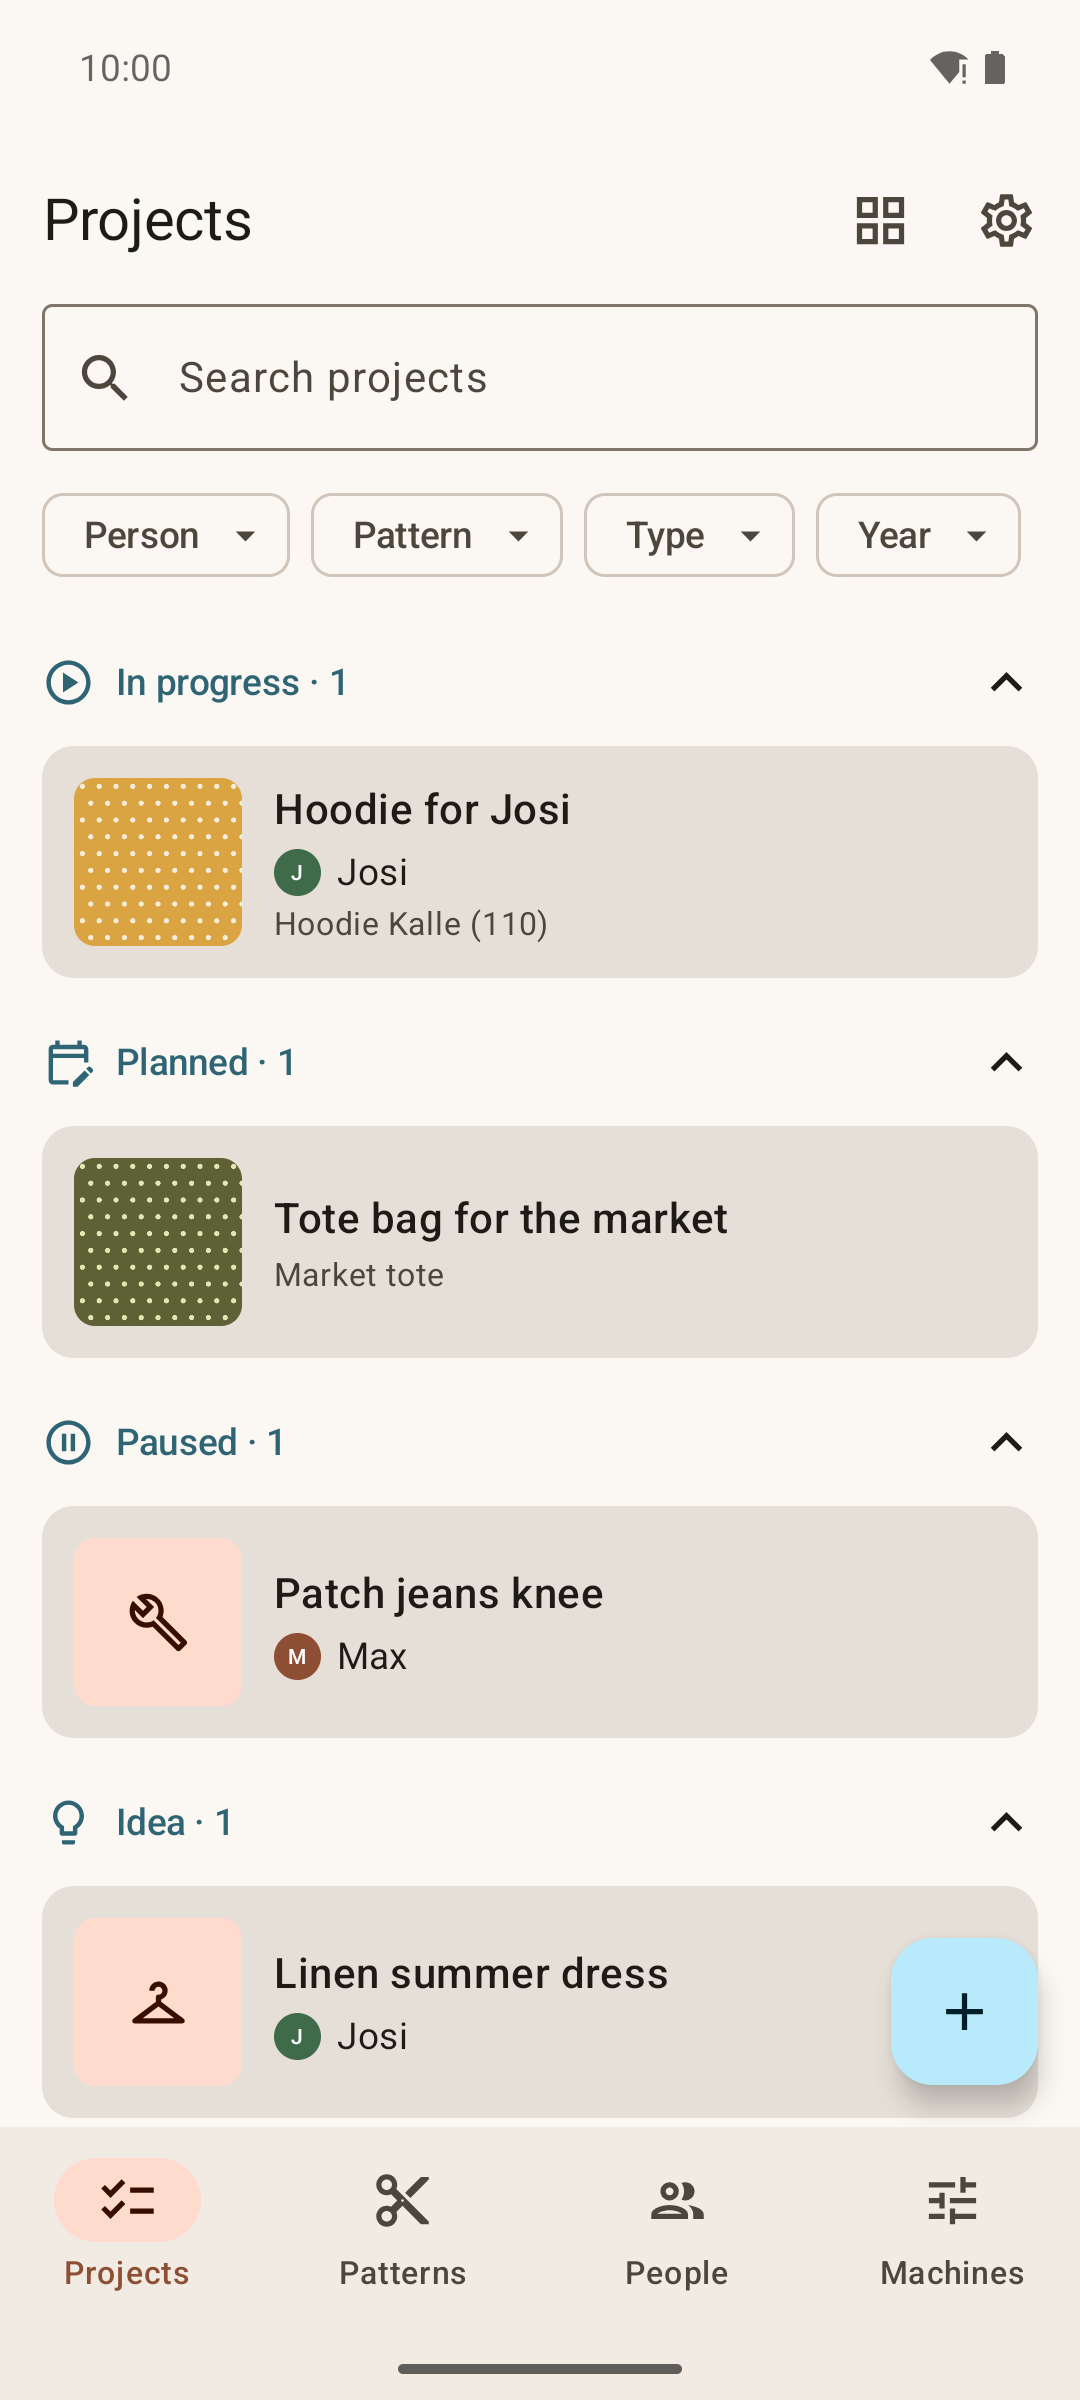 10:00
Projects
Search projects
Person
Pattern
Type
Year
In progress · 1
Hoodie for Josi
J
Josi
Hoodie Kalle (110)
Planned · 1
Tote bag for the market
Market tote
Paused · 1
Patch jeans knee
M
Max
Idea · 1
Linen summer dress
J
Josi
Projects
Patterns
People
Machines